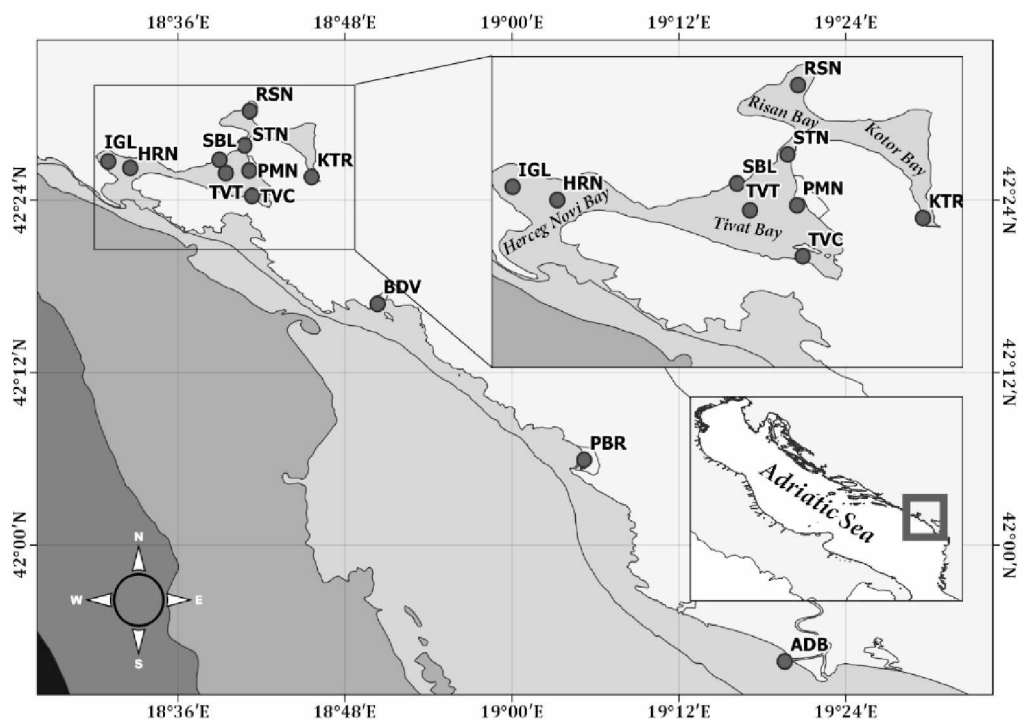 18°36′E 18°48′E 19°00′E 19°12′E 19°24′E
RSN
IGL
HRN
SBL
STN
TVT
PMN
TVC
KTR
BDV
PBR
ADB
RSN
Risan Bay
Kotor Bay
STN
SBL
IGL
HRN
TVT
PMN
KTR
Herceg Novi Bay
Tivat Bay
TVC
Adriatic Sea
42°24′N
42°12′N
42°00′N
42°24′N
42°12′N
42°00′N
N
W
E
S
18°36′E 18°48′E 19°00′E 19°12′E 19°24′E